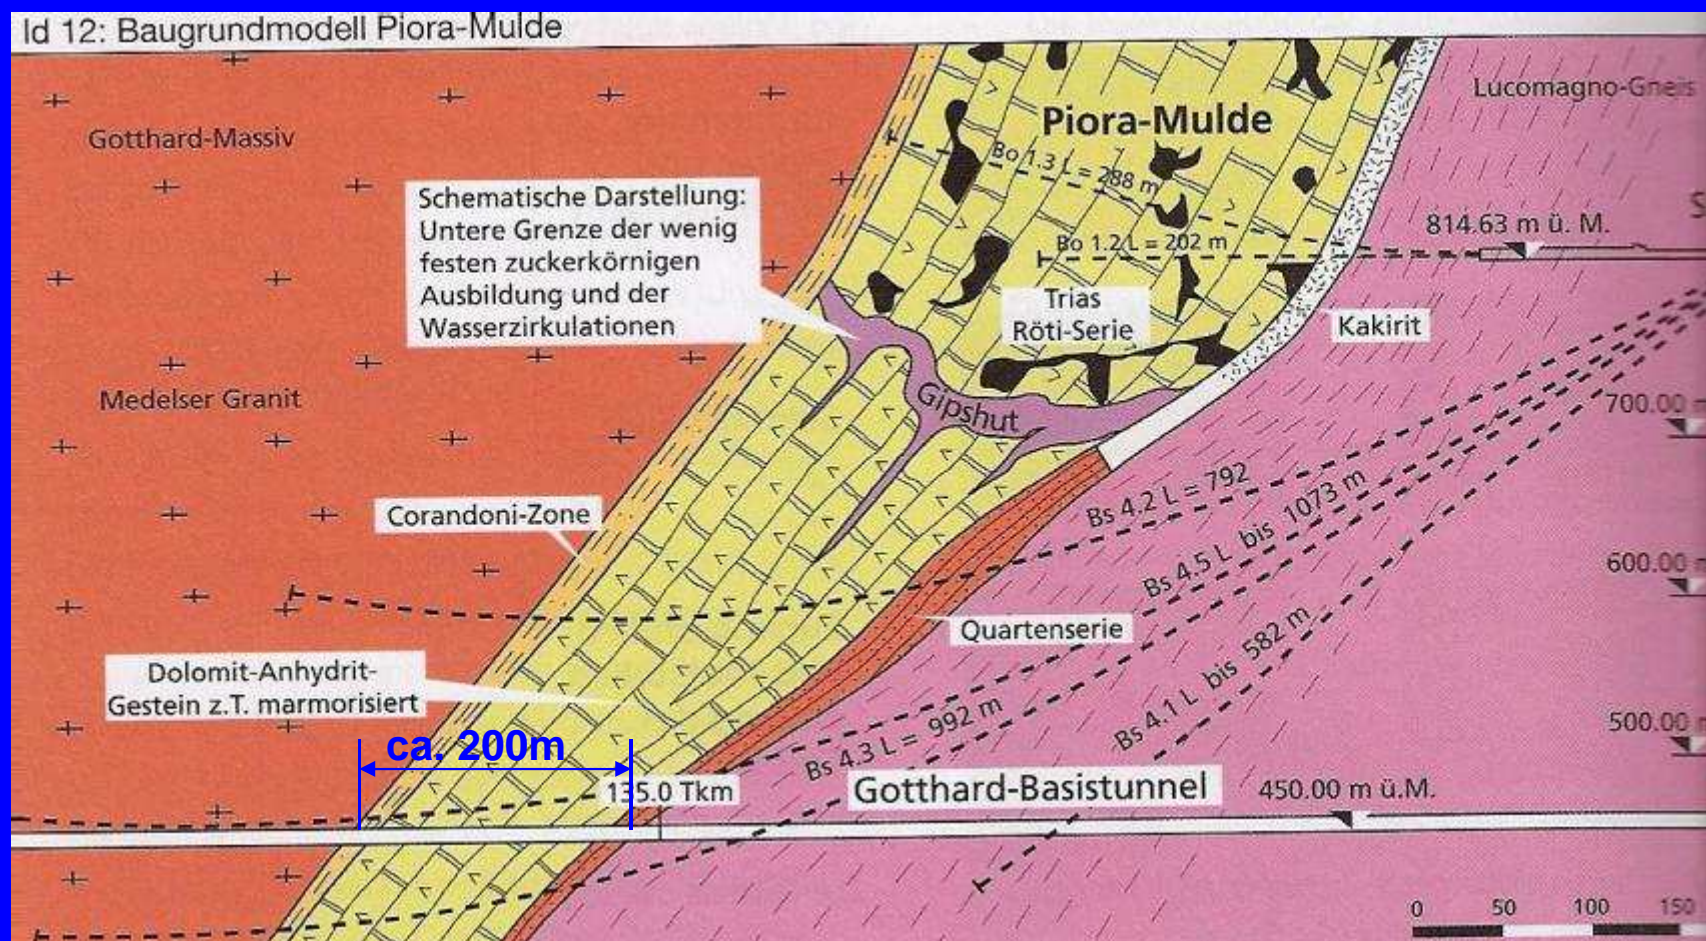 ld 12: Baugrundmodell Piora-Mulde
Gotthard-Massiv
Lucomagno-Gneis
Piora-Mulde
Bo 1.3 L = 288 m
Schematische Darstellung:
Untere Grenze der wenig
festen zuckerkörnigen
Ausbildung und der
Wasserzirkulationen
814.63 m ü. M.
S
Bo 1.2 L = 202 m
Trias
Röti-Serie
Kakirit
Medelser Granit
Gipshut
700.00 m
Bs 4.2 L = 792
Bs 4.5 L bis 1073 m
Corandoni-Zone
600.00 m
Quartenserie
Bs 4.1 L bis 582 m
Dolomit-Anhydrit-
Gestein z.T. marmorisiert
Bs 4.3 L = 992 m
500.00 m
ca. 200m
135.0 Tkm
Gotthard-Basistunnel
450.00 m ü.M.
0 50 100 150